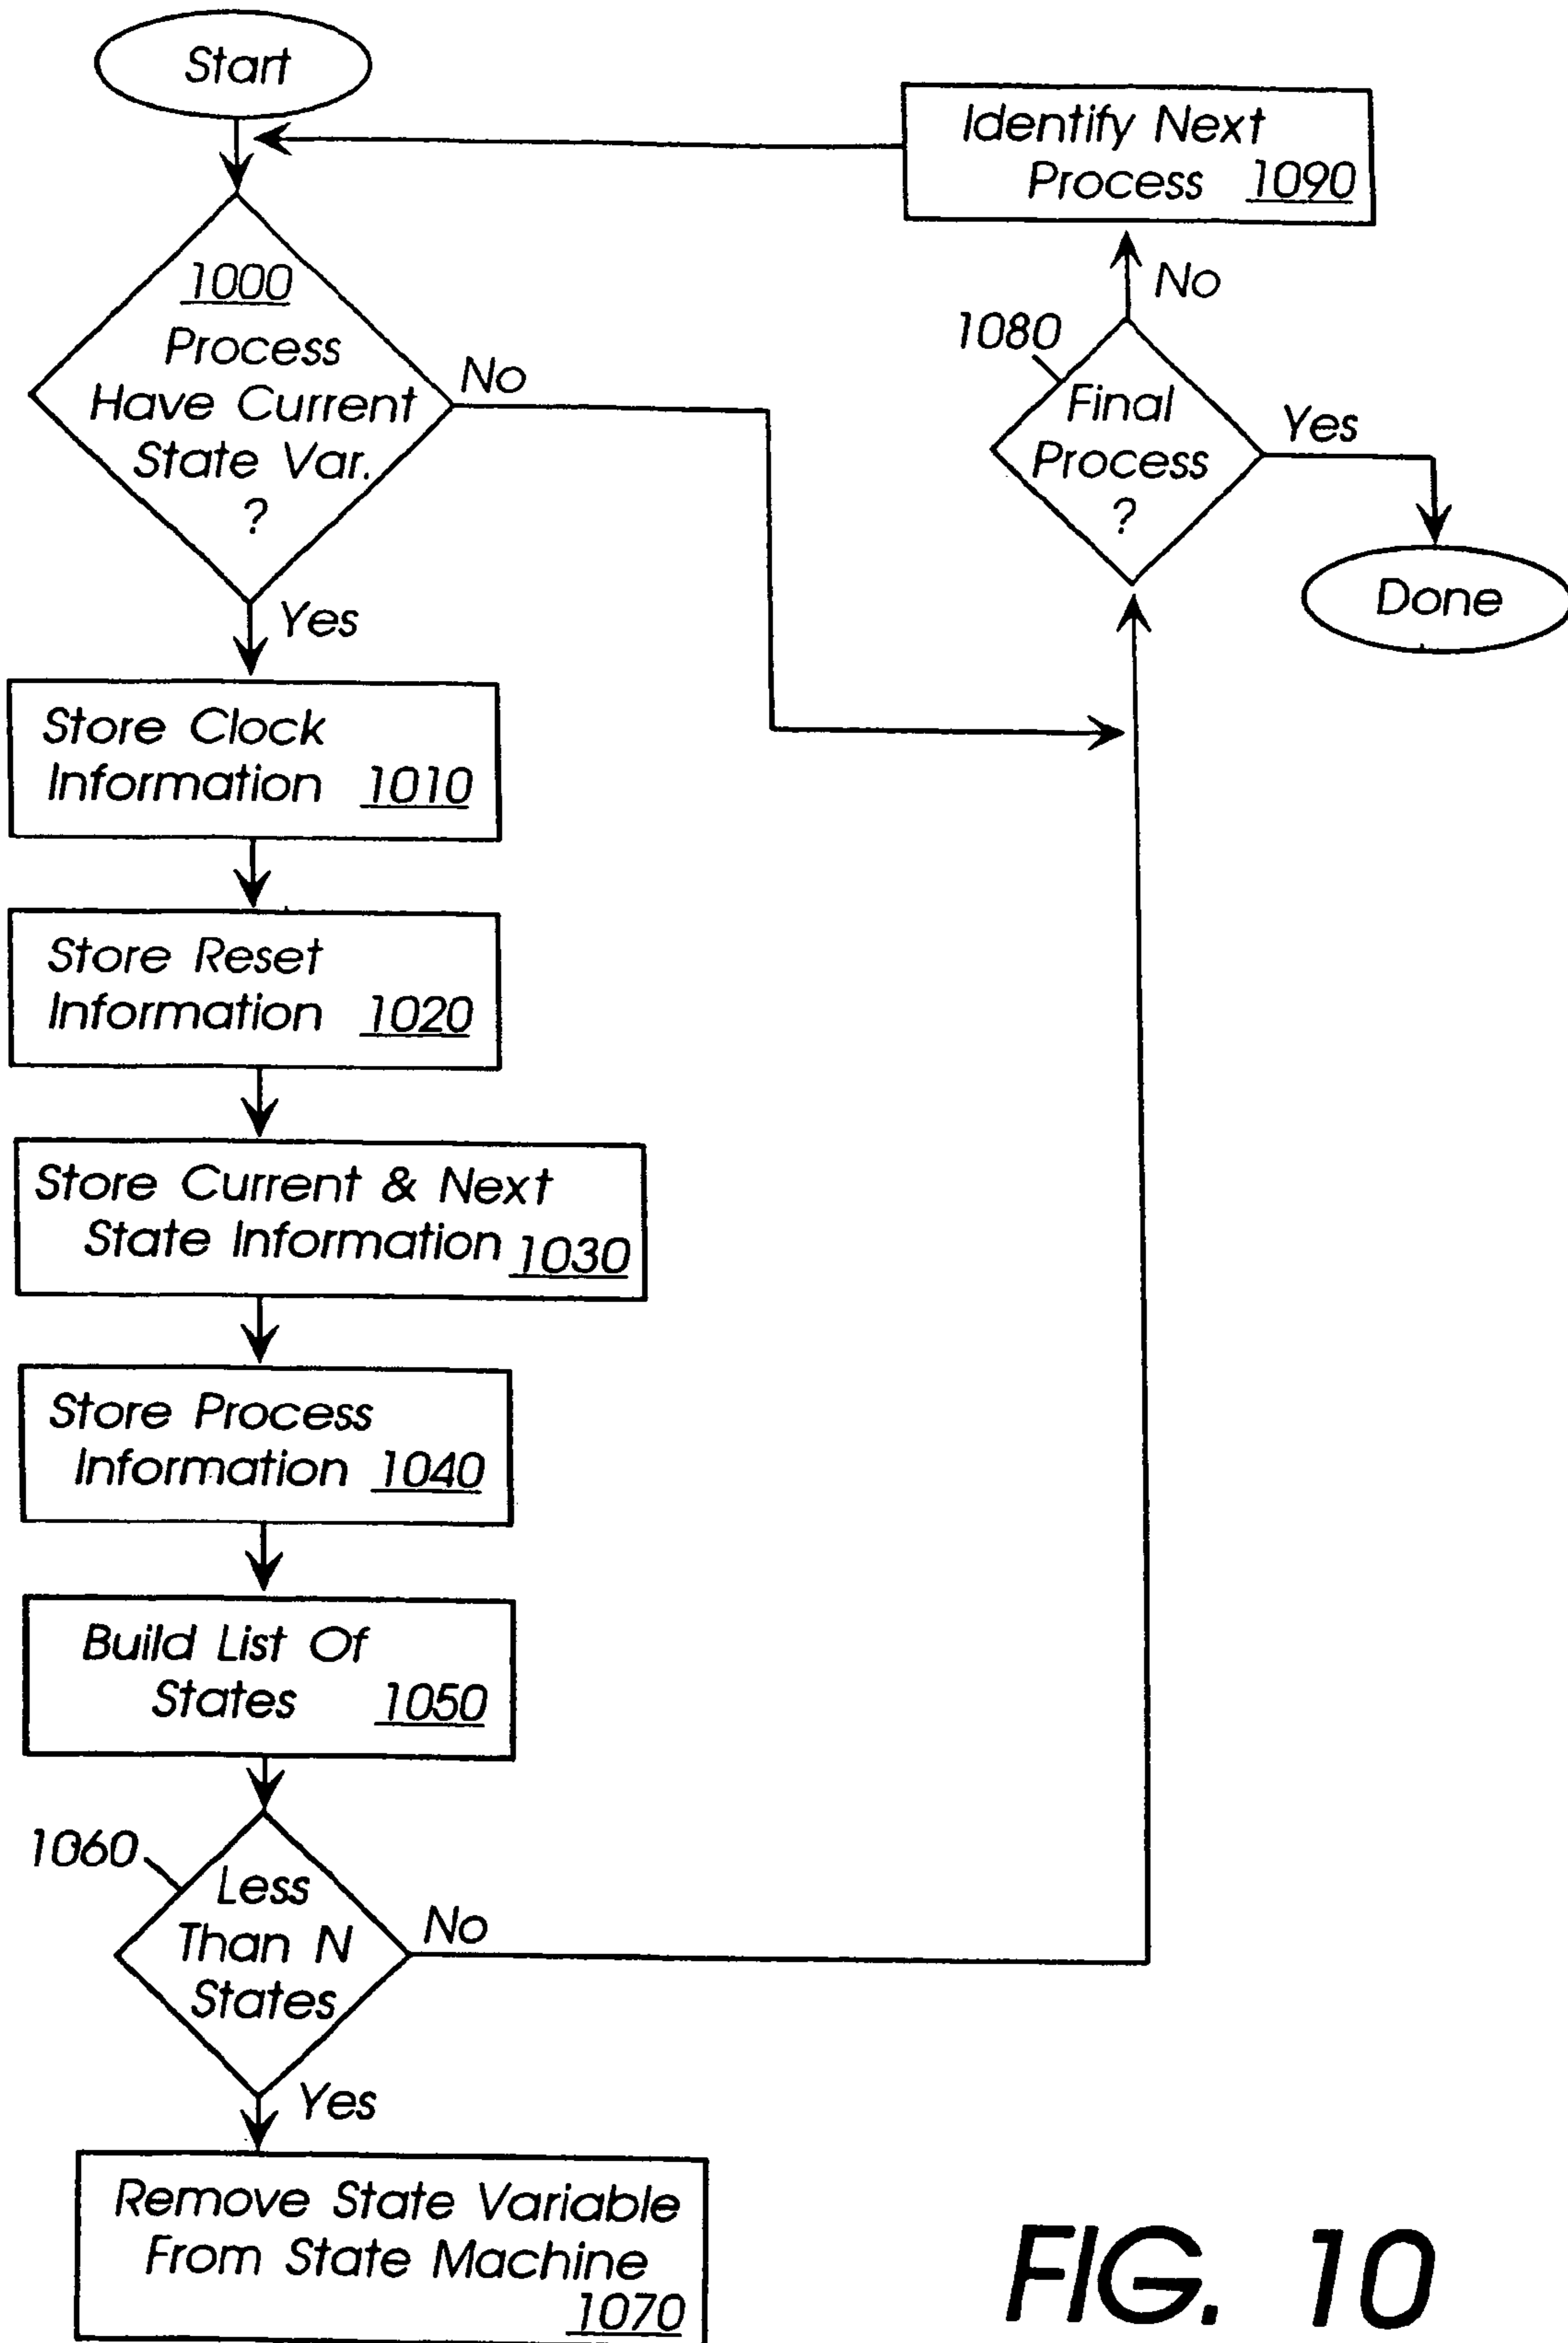 Start
Identify Next
Process 1090
No
1080
Final
Process
?
Yes
Done
1000
Process
Have Current
State Var.
?
No
Yes
Store Clock
Information 1010
Store Reset
Information 1020
Store Current & Next
State Information 1030
Store Process
Information 1040
Build List Of
States 1050
1060
Less
Than N
States
No
Yes
Remove State Variable
From State Machine
1070
FIG. 10